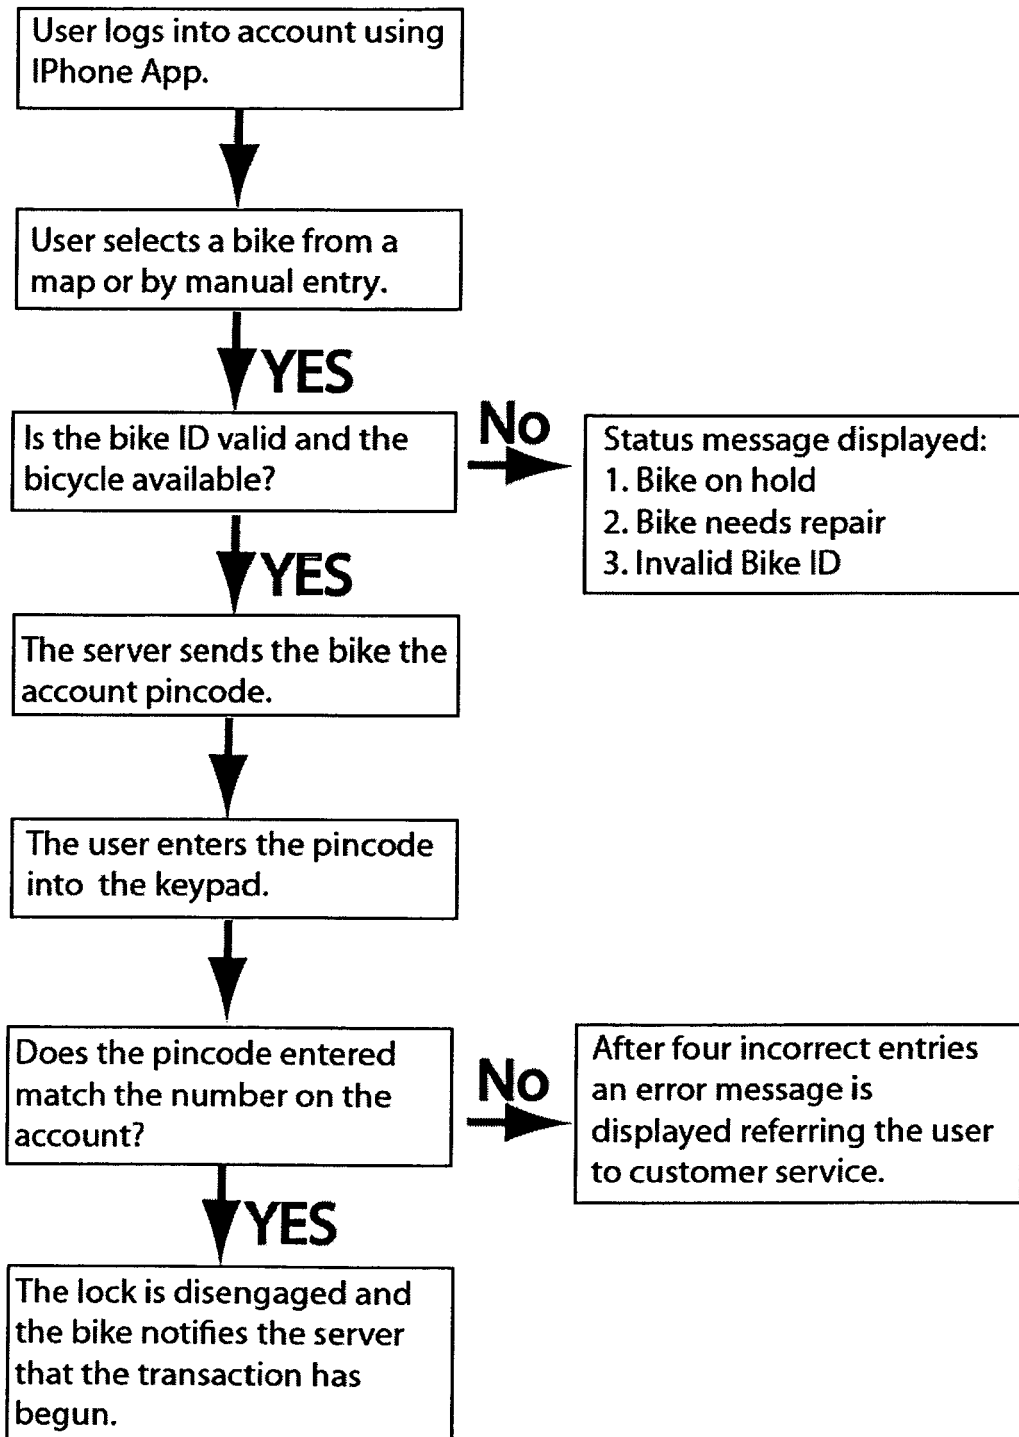 User logs into account using
IPhone App.
User selects a bike from a
map or by manual entry.
YES
Is the bike ID valid and the
bicycle available?
No
Status message displayed:
1. Bike on hold
2. Bike needs repair
3. Invalid Bike ID
YES
The server sends the bike the
account pincode.
The user enters the pincode
into the keypad.
Does the pincode entered
match the number on the
account?
No
After four incorrect entries
an error message is
displayed referring the user
to customer service.
YES
The lock is disengaged and
the bike notifies the server
that the transaction has
begun.